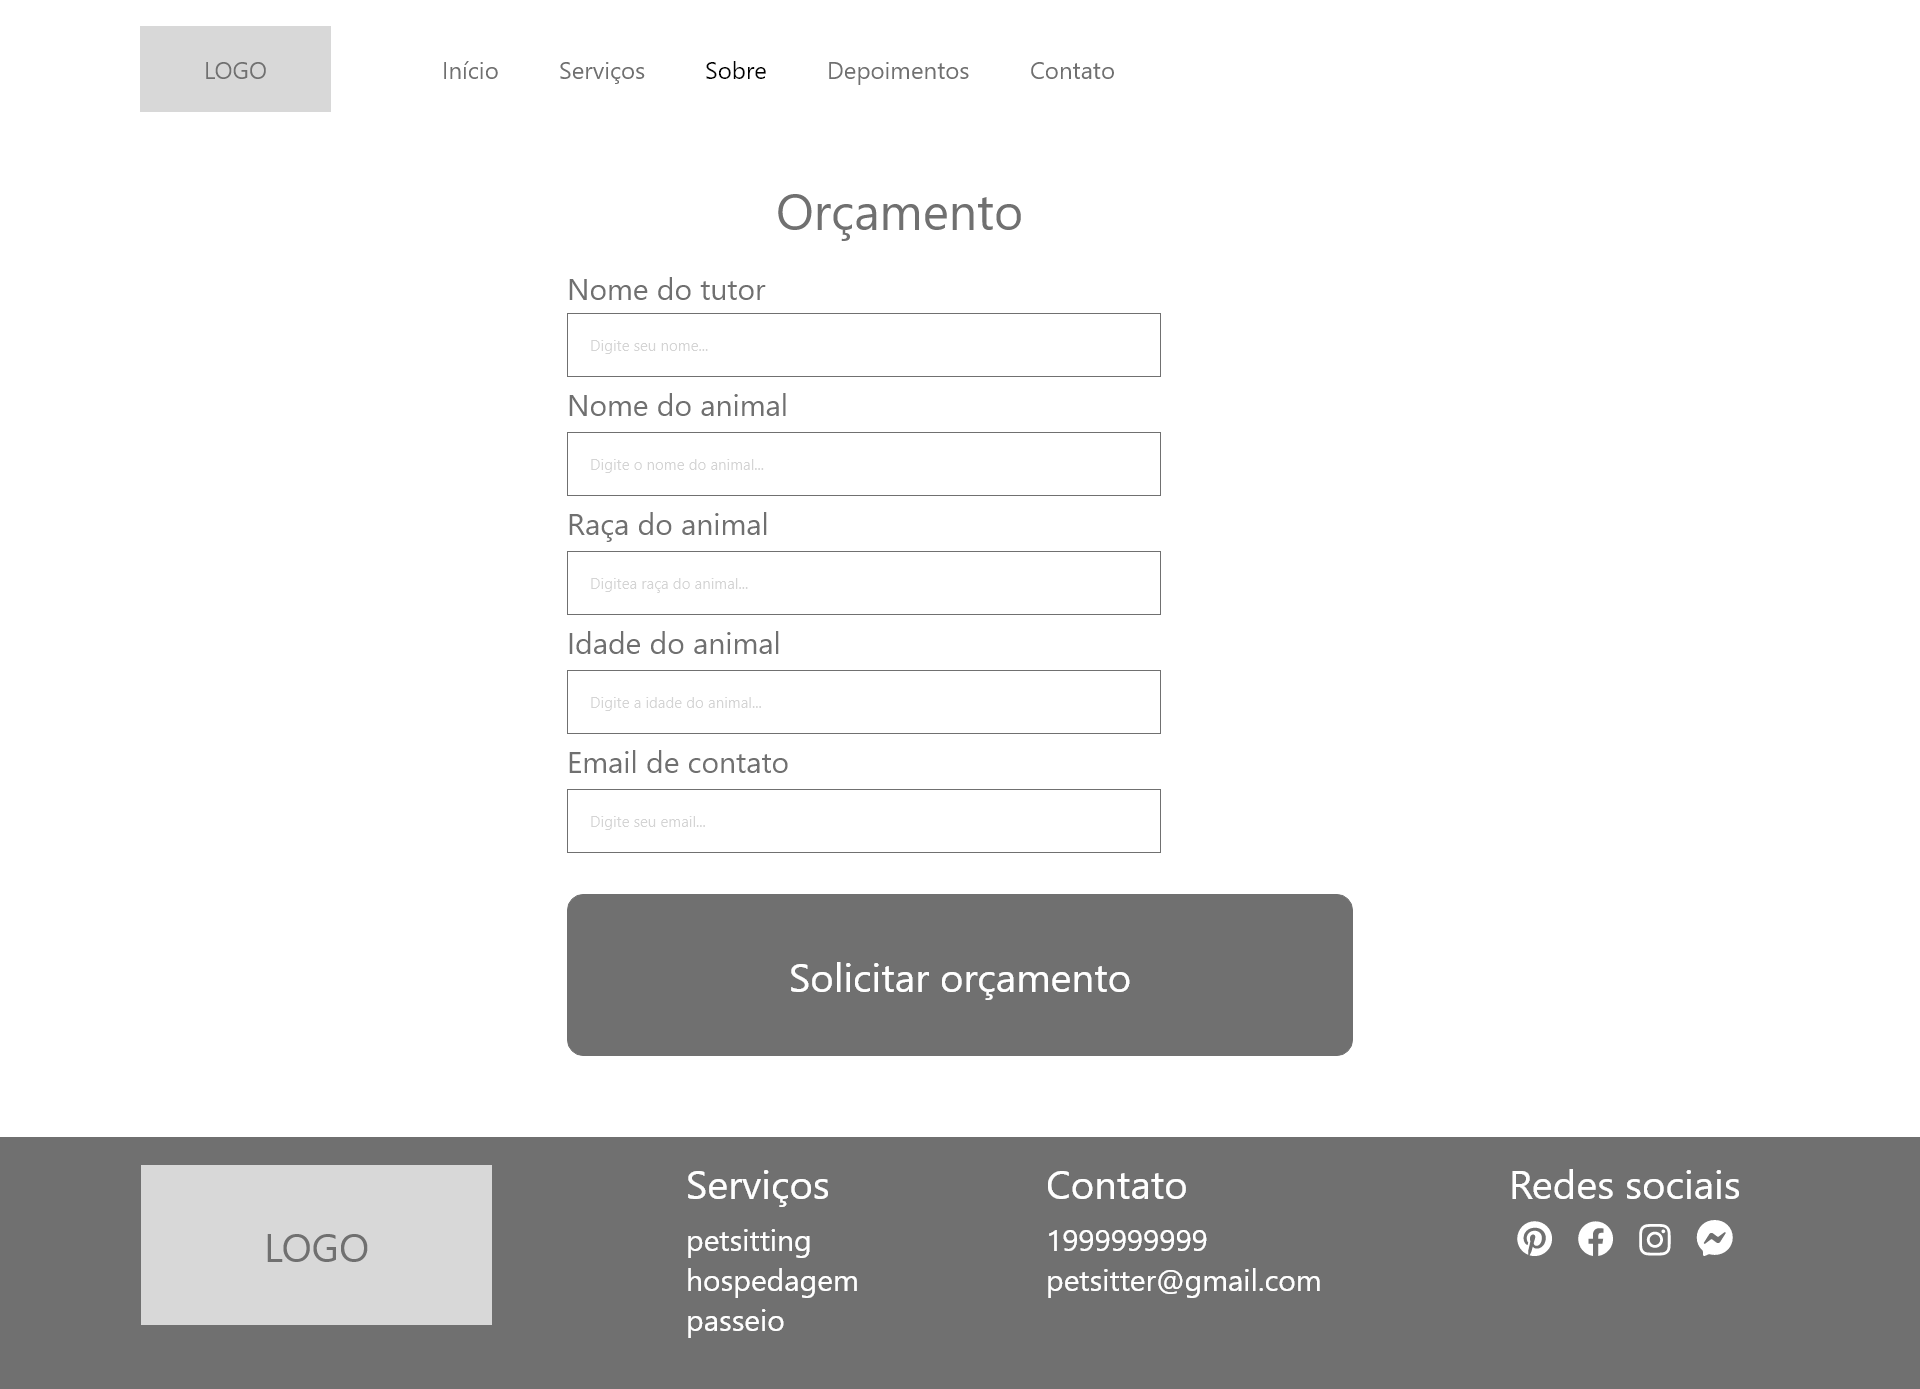 LOGO
Início
Serviços
Sobre
Depoimentos
Contato
Orçamento
Nome do tutor
Digite seu nome...
Nome do animal
Digite o nome do animal...
Raça do animal
Digitea raça do animal...
Idade do animal
Digite a idade do animal...
Email de contato
Digite seu email...
Solicitar orçamento
LOGO
Serviços
petsitting
hospedagem
passeio
Contato
1999999999
petsitter@gmail.com
Redes sociais